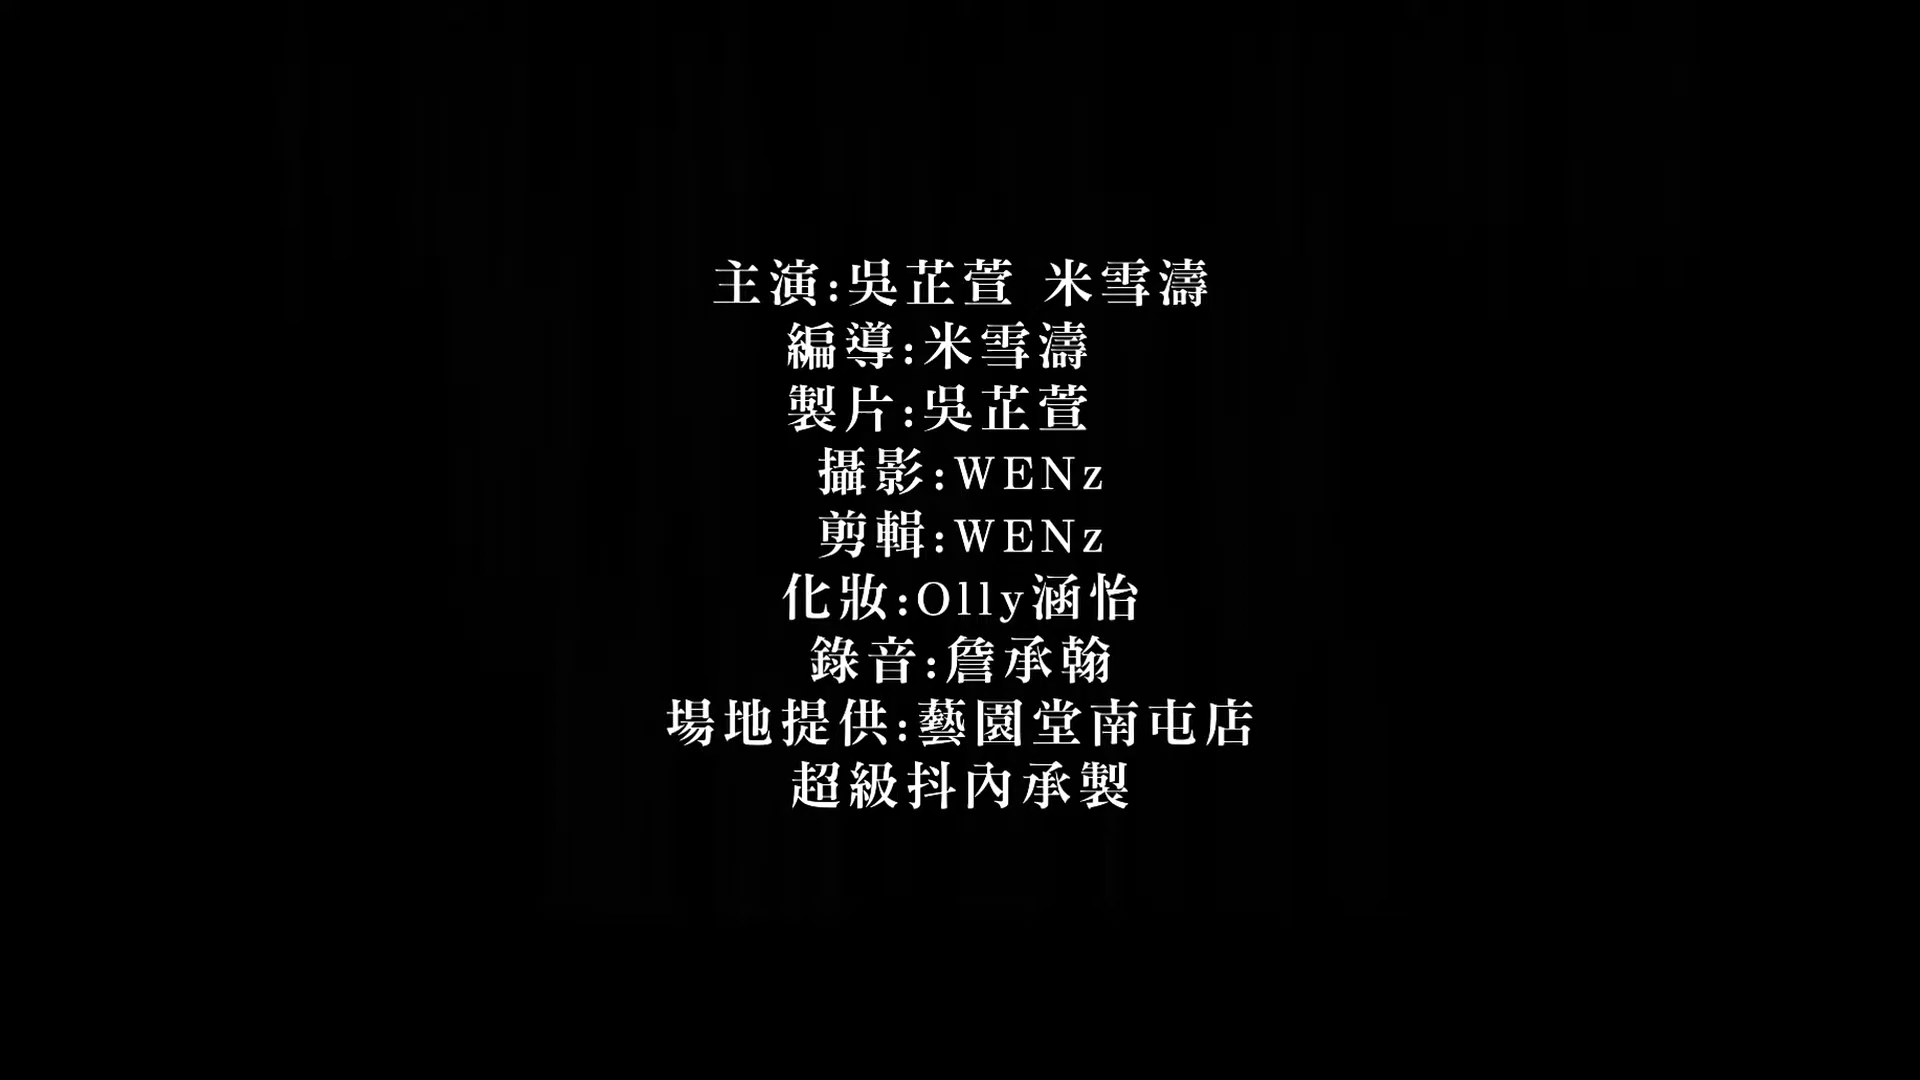 主演:吳芷萱 米雪濤
編導:米雪濤
製片:吳芷萱
攝影:WENz
剪輯:WENz
化妝:Olly涵怡
錄音:詹承翰
場地提供:藝園堂南屯店
超級抖內承製